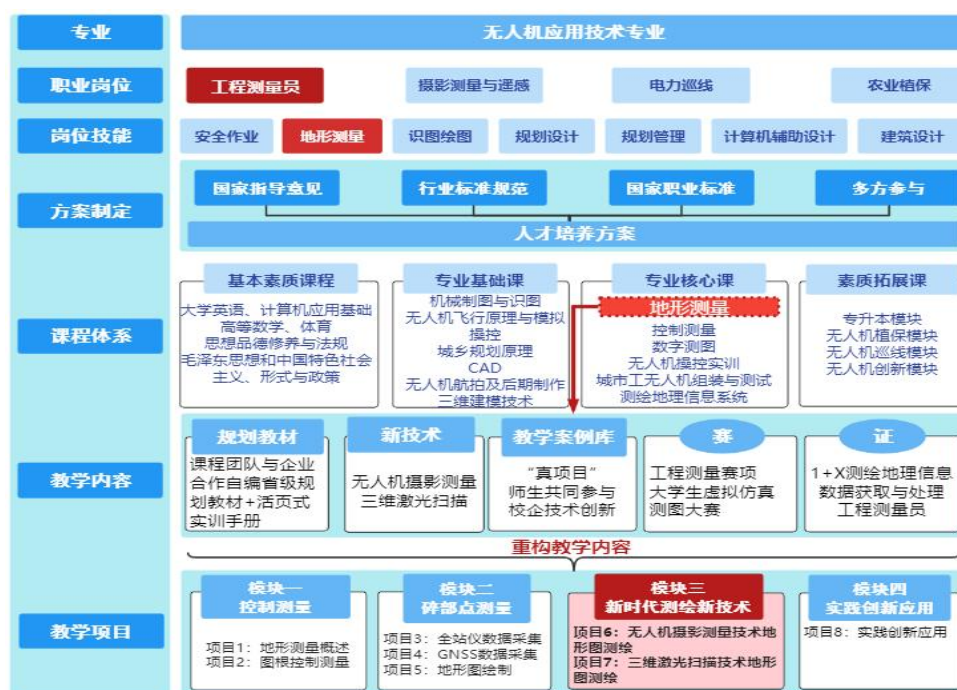 专业
无人机应用技术专业
职业岗位
工程测量员
摄影测量与遥感
电力巡线
农业植保
岗位技能
安全作业
地形测量
识图绘图
规划设计
规划管理
计算机辅助设计
建筑设计
方案制定
国家指导意见
行业标准规范
国家职业标准
多方参与
人才培养方案
课程体系
基本素质课程
大学英语、计算机应用基础
高等数学、体育
思想品德修养与法规
毛泽东思想和中国特色社会
主义、形式与政策
专业基础课
机械制图与识图
无人机飞行原理与模拟
操控
城乡规划原理
CAD
无人机航拍及后期制作
三维建模技术
专业核心课
地形测量
控制测量
数字测图
无人机操控实训
城市工无人机组装与测试
测绘地理信息系统
素质拓展课
专升本模块
无人机植保模块
无人机巡线模块
无人机创新模块
教学内容
规划教材
课程团队与企业
合作自编省级规
划教材+活页式
实训手册
新技术
无人机摄影测量
三维激光扫描
教学案例库
“真项目”
师生共同参与
校企技术创新
赛
工程测量赛项
大学生虚拟仿真
测图大赛
证
1+X测绘地理信息
数据获取与处理
工程测量员
重构教学内容
教学项目
模块一
控制测量
项目1：地形测量概述
项目2：图根控制测量
模块二
碎部点测量
项目3：全站仪数据采集
项目4：GNSS数据采集
项目5：地形图绘制
模块三
新时代测绘新技术
项目6：无人机摄影测量技术地
形图测绘
项目7：三维激光扫描技术地形
图测绘
模块四
实践创新应用
项目8：实践创新应用